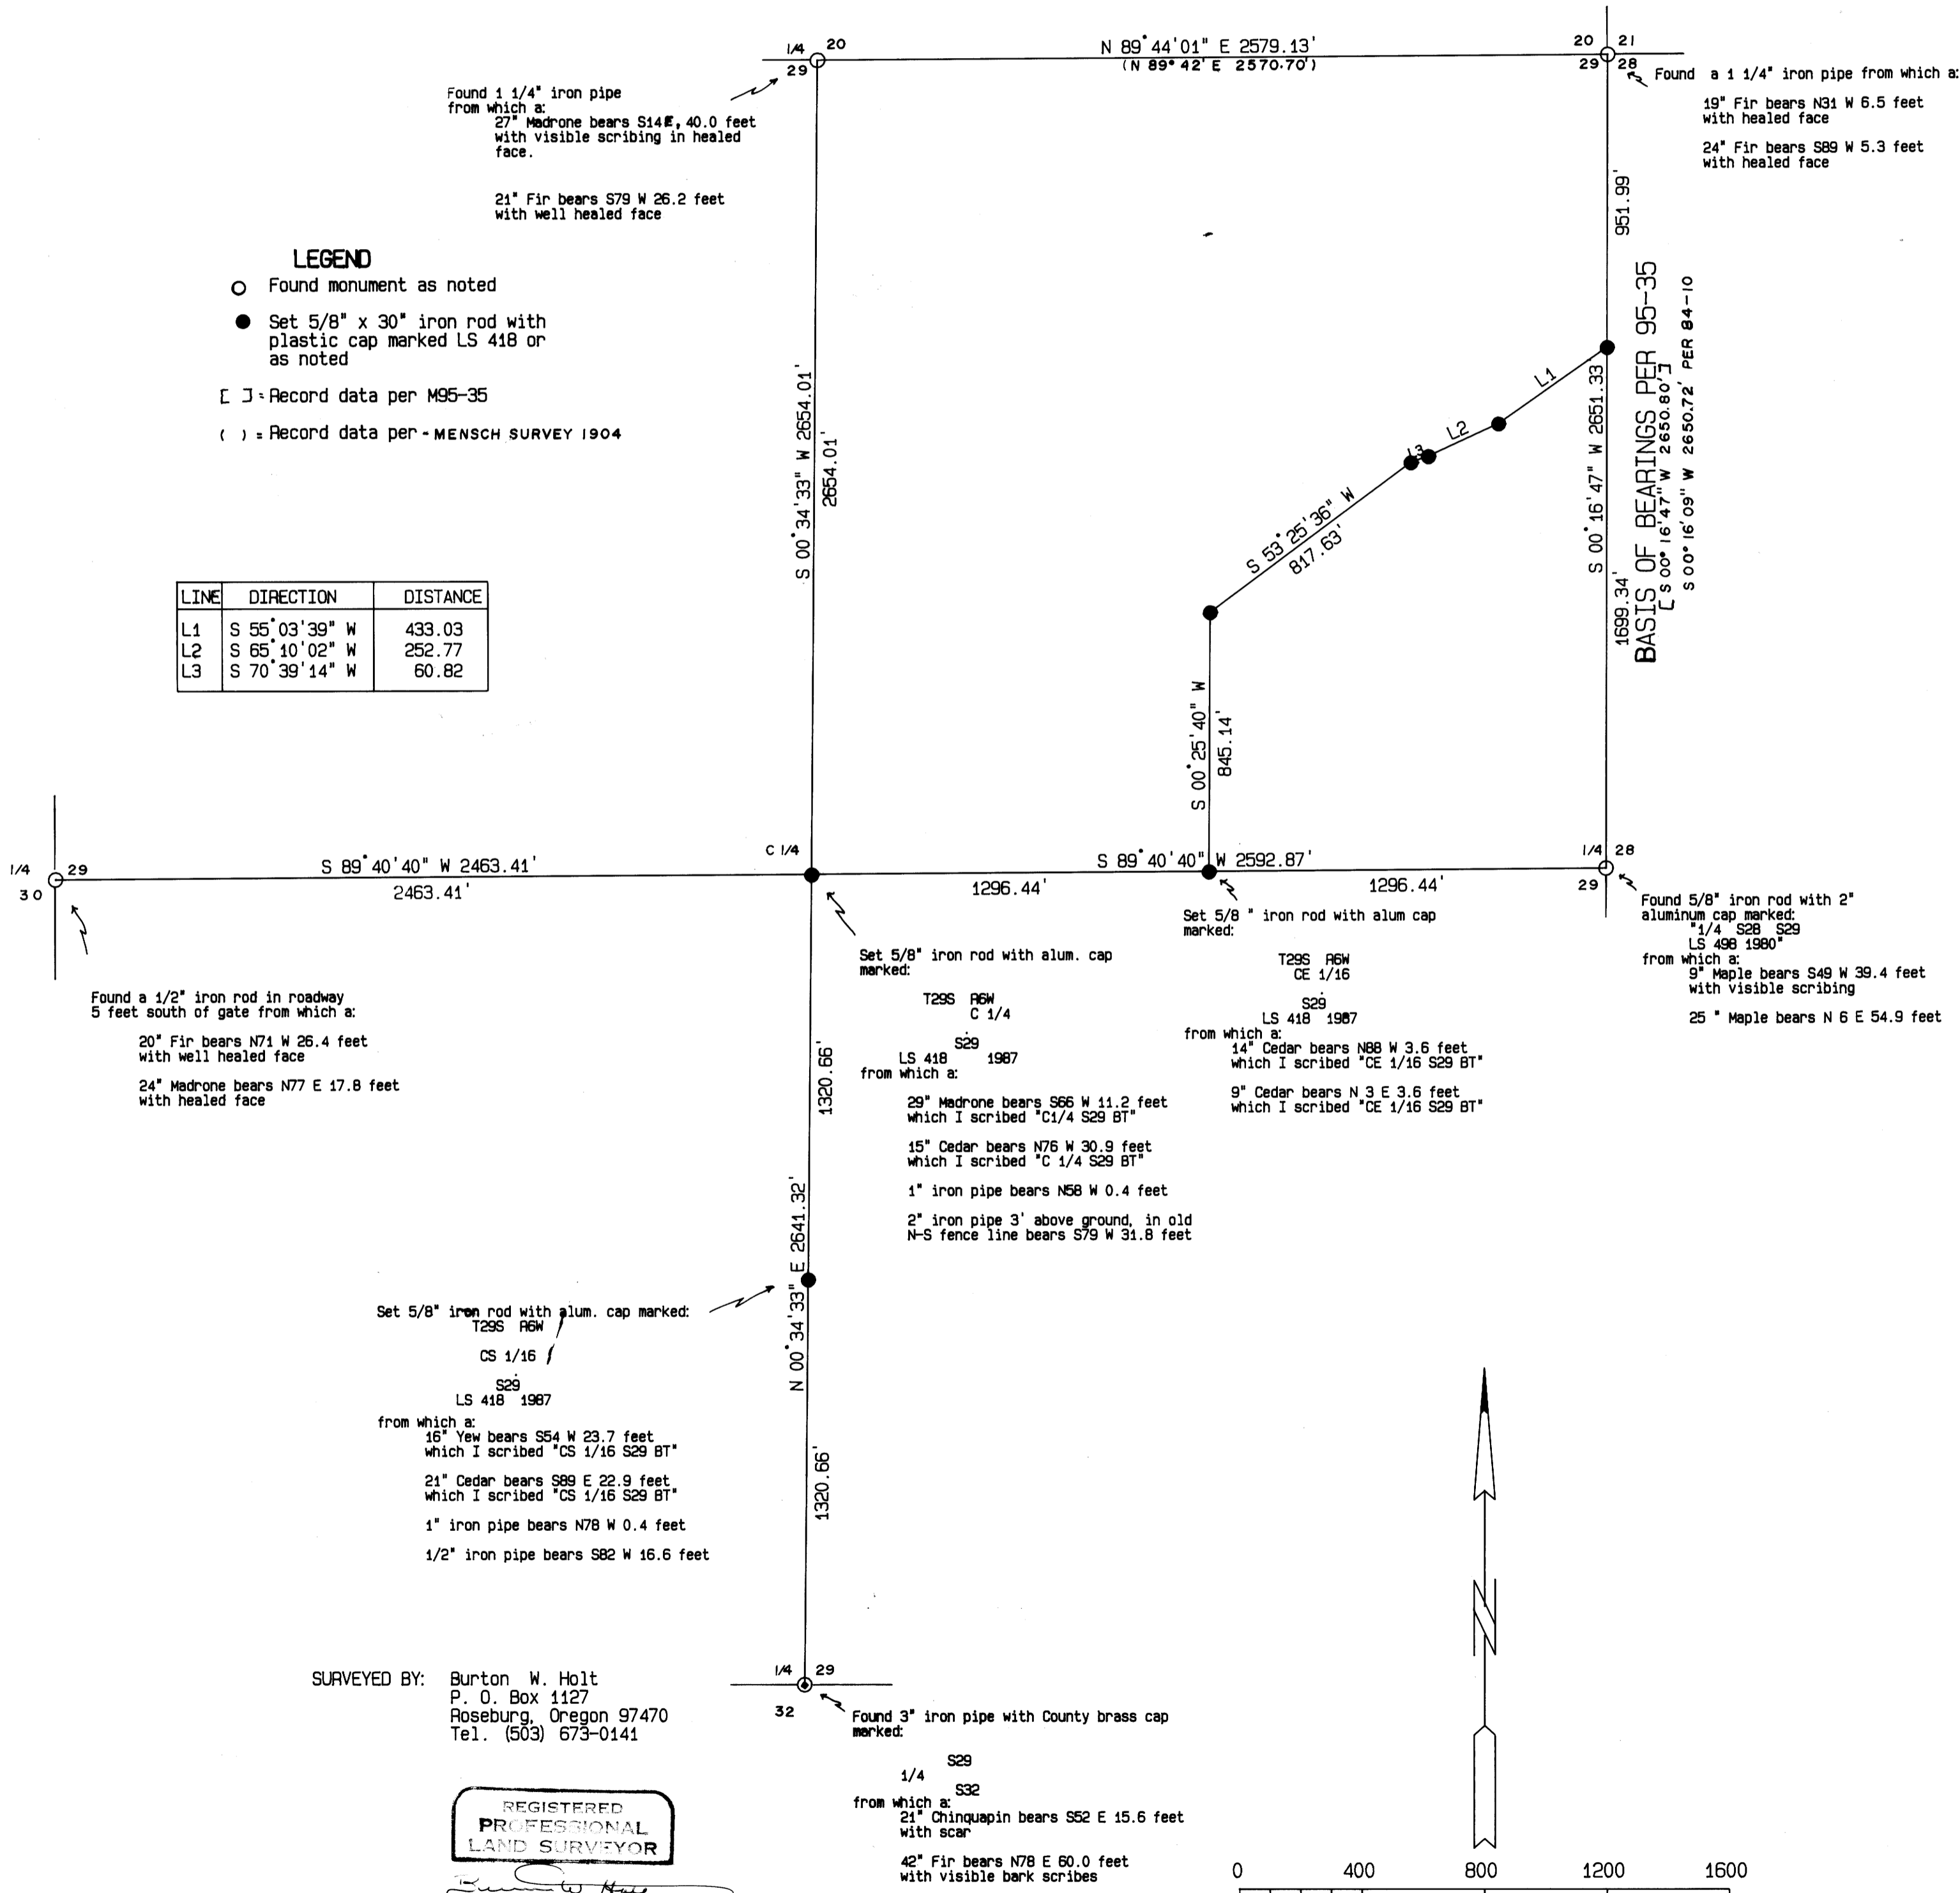 1/4 20
29
N 89°44'01" E 2579.13'
(N 89° 42' E 2570.70')
20 21
29 28
Found 1 1/4" iron pipe
from which a:
27" Madrone bears S14E, 40.0 feet
with visible scribing in healed
face.
21" Fir bears S79 W 26.2 feet
with well healed face
Found a 1 1/4" iron pipe from which a:
19" Fir bears N31 W 6.5 feet
with healed face
24" Fir bears S89 W 5.3 feet
with healed face
LEGEND
Found monument as noted
Set 5/8" x 30" iron rod with
plastic cap marked LS 418 or
as noted
[ ] = Record data per M95-35
( ) = Record data per - MENSCH SURVEY 1904
S 00°34'33" W 2654.01'
2654.01'
951.99'
S 00°16'47" W 2651.33'
1699.34'
BASIS OF BEARINGS PER 95-35
[S 00° 16'47" W 2650.80']
S 00° 16'09" W 2650.72' PER 84-10
L1
L2
L3
S 53°25'36" W
817.63'
S 00°25'40" W
845.14'
LINE DIRECTION DISTANCE
L1 S 55°03'39" W 433.03
L2 S 65°10'02" W 252.77
L3 S 70°39'14" W 60.82
1/4 29
30
S 89°40'40" W 2463.41'
2463.41'
C 1/4
S 89°40'40" W 2592.87'
1296.44'
1296.44'
1/4 28
29
Found a 1/2" iron rod in roadway
5 feet south of gate from which a:
20" Fir bears N71 W 26.4 feet
with well healed face
24" Madrone bears N77 E 17.8 feet
with healed face
Set 5/8" iron rod with alum. cap
marked:
T29S R6W
C 1/4
S29
LS 418 1987
from which a:
29" Madrone bears S66 W 11.2 feet
which I scribed "C1/4 S29 BT"
15" Cedar bears N76 W 30.9 feet
which I scribed "C 1/4 S29 BT"
1" iron pipe bears N58 W 0.4 feet
2" iron pipe 3' above ground, in old
N-S fence line bears S79 W 31.8 feet
Set 5/8 " iron rod with alum cap
marked:
T29S R6W
CE 1/16
S29
LS 418 1987
from which a:
14" Cedar bears N88 W 3.6 feet
which I scribed "CE 1/16 S29 BT"
9" Cedar bears N 3 E 3.6 feet
which I scribed "CE 1/16 S29 BT"
Found 5/8" iron rod with 2"
aluminum cap marked:
"1/4 S28 S29
LS 498 1980"
from which a:
9" Maple bears S49 W 39.4 feet
with visible scribing
25 " Maple bears N 6 E 54.9 feet
1320.66'
N 00°34'33" E 2641.32'
1320.66'
Set 5/8" iron rod with alum. cap marked:
T29S R6W
CS 1/16
S29
LS 418 1987
from which a:
16" Yew bears S54 W 23.7 feet
which I scribed "CS 1/16 S29 BT"
21" Cedar bears S89 E 22.9 feet
which I scribed "CS 1/16 S29 BT"
1" iron pipe bears N78 W 0.4 feet
1/2" iron pipe bears S82 W 16.6 feet
SURVEYED BY: Burton W. Holt
P. O. Box 1127
Roseburg, Oregon 97470
Tel. (503) 673-0141
1/4 29
32
Found 3" iron pipe with County brass cap
marked:
S29
1/4
S32
from which a:
21" Chinquapin bears S52 E 15.6 feet
with scar
42" Fir bears N78 E 60.0 feet
with visible bark scribes
REGISTERED
PROFESSIONAL
LAND SURVEYOR
Burton W Holt
N
0 400 800 1200 1600